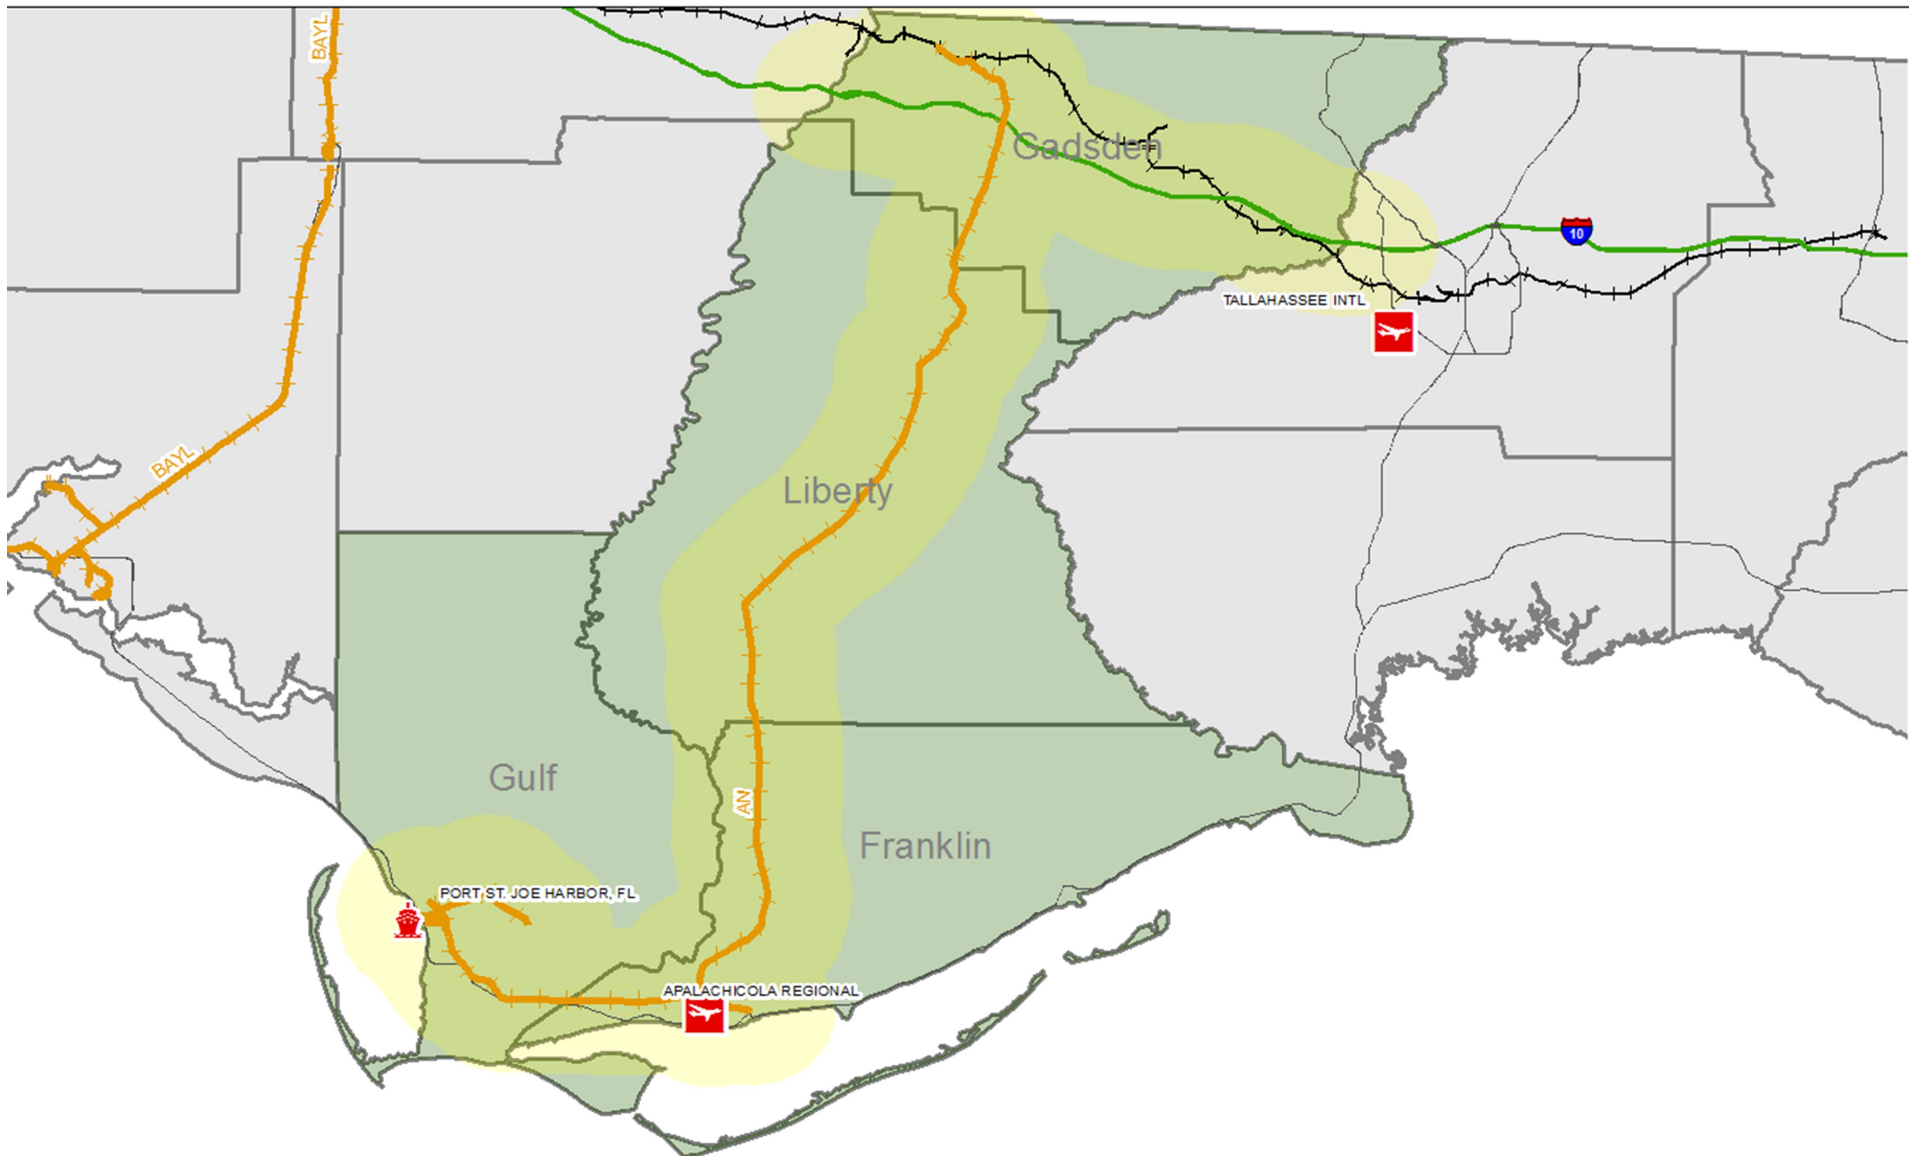 BAYL
Gadsden
10
TALLAHASSEE INTL
BAYL
Liberty
Gulf
AN
Franklin
PORT ST. JOE HARBOR, FL
APALACHICOLA REGIONAL